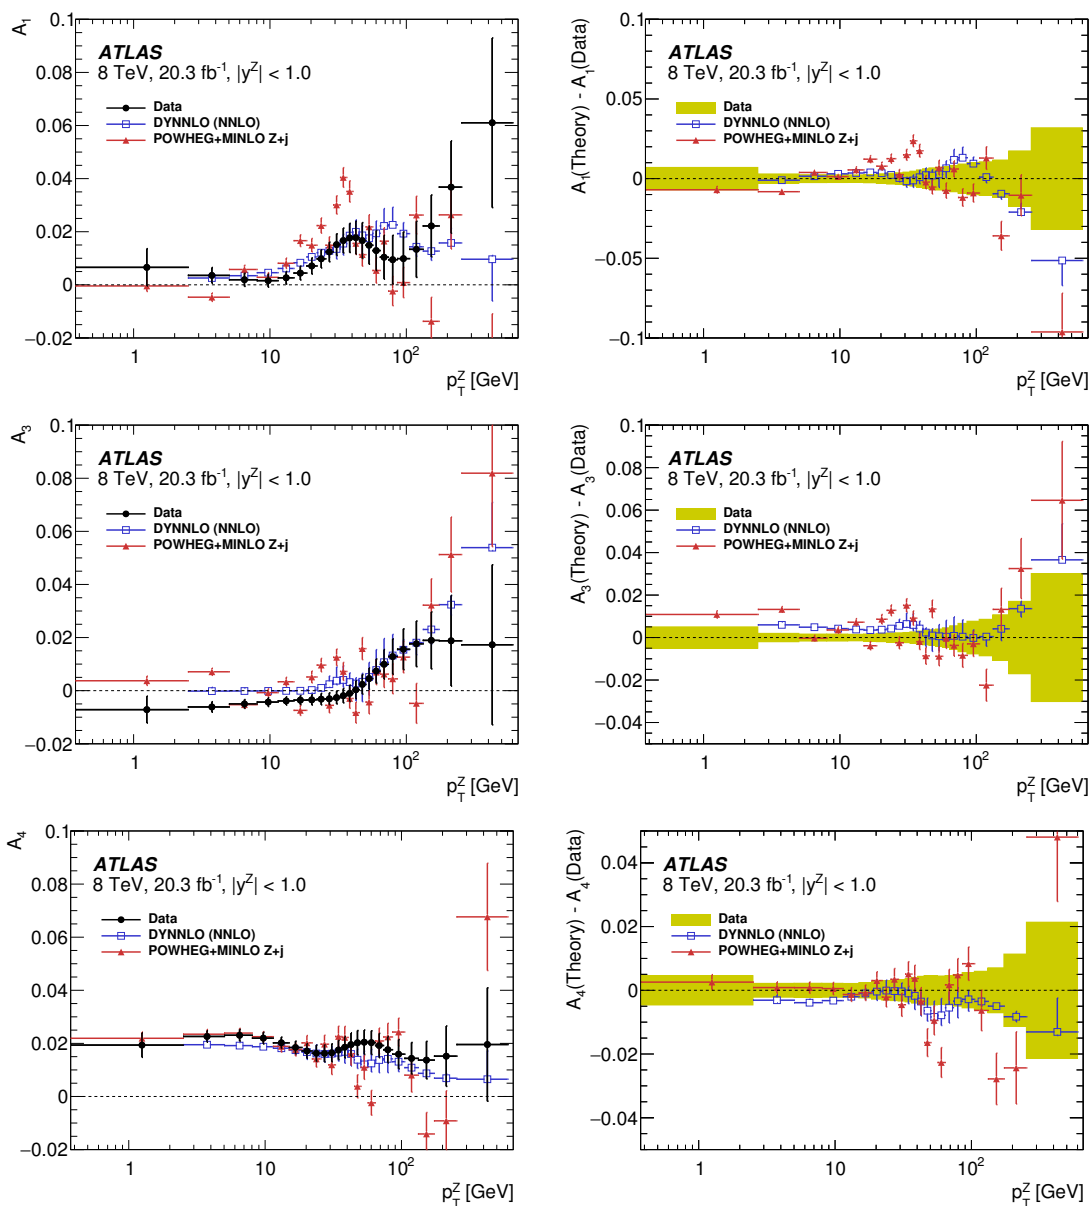 A₁
0.1
0.08
0.06
0.04
0.02
0
−0.02
ATLAS
8 TeV, 20.3 fb⁻¹, |yᶻ| < 1.0
Data
DYNNLO (NNLO)
POWHEG+MINLO Z+j
1 10 10²
p_T^Z [GeV]
A₁(Theory) - A₁(Data)
0.1
0.05
0
−0.05
−0.1
ATLAS
8 TeV, 20.3 fb⁻¹, |yᶻ| < 1.0
Data
DYNNLO (NNLO)
POWHEG+MINLO Z+j
1 10 10²
p_T^Z [GeV]
A₃
0.1
0.08
0.06
0.04
0.02
0
−0.02
ATLAS
8 TeV, 20.3 fb⁻¹, |yᶻ| < 1.0
Data
DYNNLO (NNLO)
POWHEG+MINLO Z+j
1 10 10²
p_T^Z [GeV]
A₃(Theory) - A₃(Data)
0.1
0.08
0.06
0.04
0.02
0
−0.02
−0.04
ATLAS
8 TeV, 20.3 fb⁻¹, |yᶻ| < 1.0
Data
DYNNLO (NNLO)
POWHEG+MINLO Z+j
1 10 10²
p_T^Z [GeV]
A₄
0.1
0.08
0.06
0.04
0.02
0
−0.02
ATLAS
8 TeV, 20.3 fb⁻¹, |yᶻ| < 1.0
Data
DYNNLO (NNLO)
POWHEG+MINLO Z+j
1 10 10²
p_T^Z [GeV]
A₄(Theory) - A₄(Data)
0.04
0.02
0
−0.02
−0.04
ATLAS
8 TeV, 20.3 fb⁻¹, |yᶻ| < 1.0
Data
DYNNLO (NNLO)
POWHEG+MINLO Z+j
1 10 10²
p_T^Z [GeV]